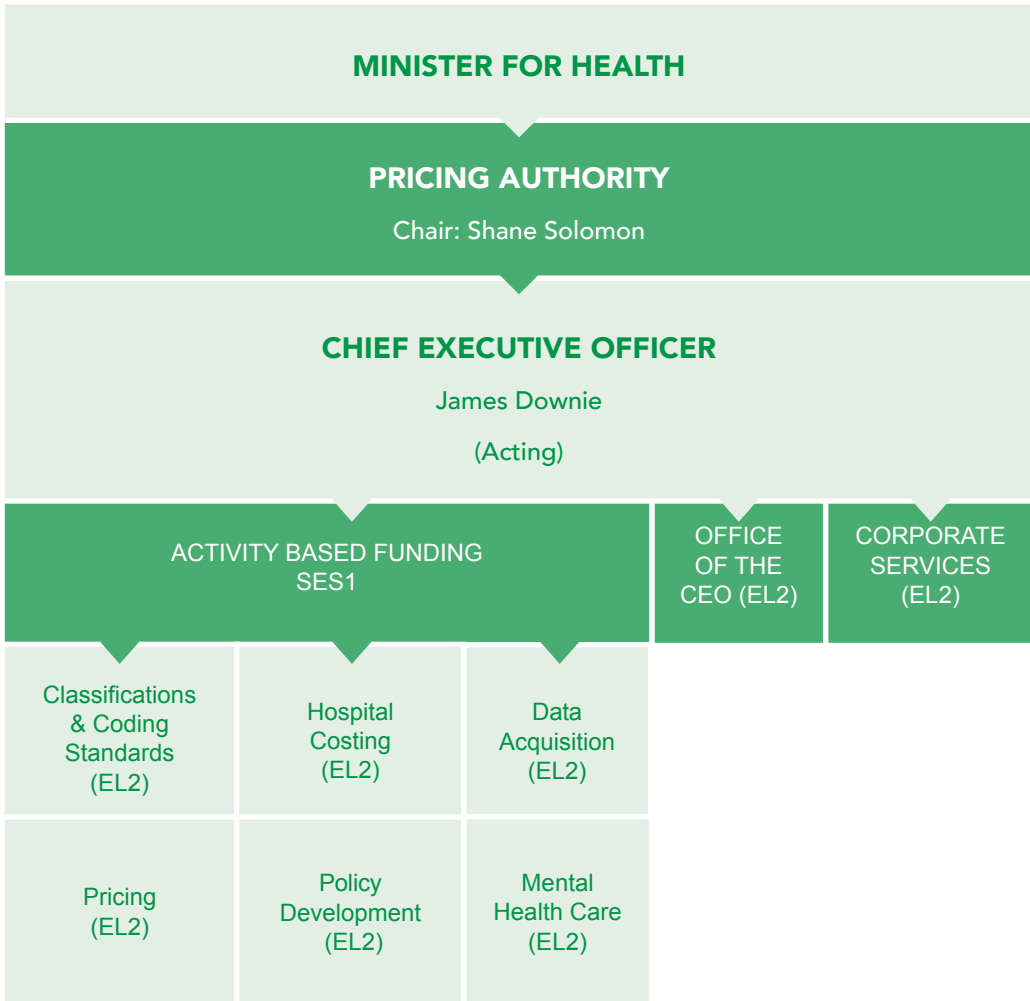 MINISTER FOR HEALTH
PRICING AUTHORITY
Chair: Shane Solomon
CHIEF EXECUTIVE OFFICER
James Downie
(Acting)
ACTIVITY BASED FUNDING
SES1
OFFICE
OF THE
CEO (EL2)
CORPORATE
SERVICES
(EL2)
Classifications
& Coding
Standards
(EL2)
Hospital
Costing
(EL2)
Data
Acquisition
(EL2)
Pricing
(EL2)
Policy
Development
(EL2)
Mental
Health Care
(EL2)